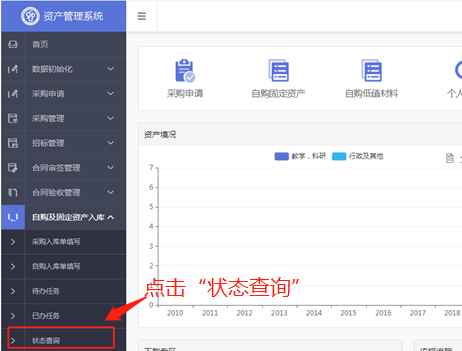 资产管理系统
首页
数据初始化
采购申请
采购管理
招标管理
合同审签管理
合同验收管理
自购及固定资产入库
采购入库单填写
自购入库单填写
待办任务
已办任务
状态查询
采购申请
自购固定资产
自购低值材料
个人
资产情况
教学，科研
行政及其他
7
6
5
4
3
2
1
0
2010 2011 2012 2013 2014 2015 2016 2017 2018
点击“状态查询”